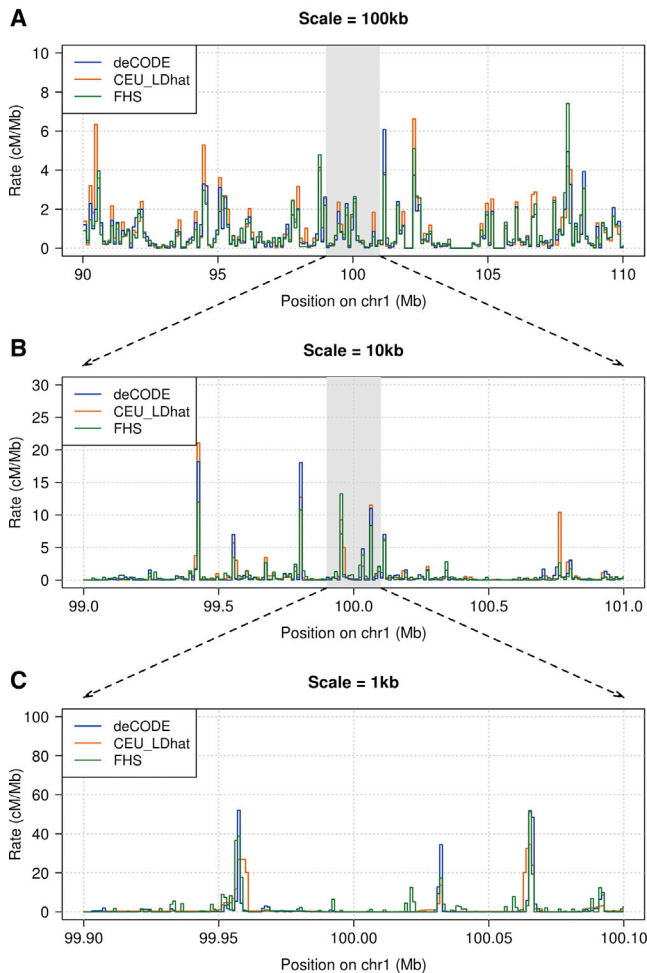 A
Scale = 100kb
10
8
6
4
2
0
Rate (cM/Mb)
deCODE
CEU_LDhat
FHS
90
95
100
105
110
Position on chr1 (Mb)
B
Scale = 10kb
30
25
20
15
10
5
0
Rate (cM/Mb)
deCODE
CEU_LDhat
FHS
99.0
99.5
100.0
100.5
101.0
Position on chr1 (Mb)
C
Scale = 1kb
100
80
60
40
20
0
Rate (cM/Mb)
deCODE
CEU_LDhat
FHS
99.90
99.95
100.00
100.05
100.10
Position on chr1 (Mb)